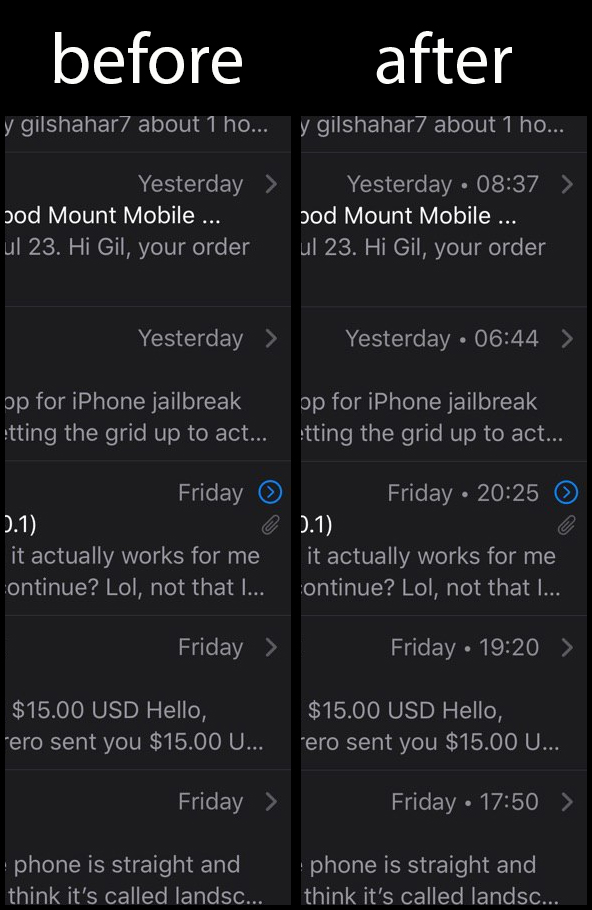 before
y gilshahar7 about 1 ho...
Yesterday
ood Mount Mobile ...
ul 23. Hi Gil, your order
Yesterday
pp for iPhone jailbreak
etting the grid up to act...
Friday
0.1)
it actually works for me
continue? Lol, not that I...
Friday
$15.00 USD Hello,
rero sent you $15.00 U...
Friday
phone is straight and
think it’s called landsc...
after
y gilshahar7 about 1 ho...
Yesterday • 08:37
ood Mount Mobile ...
ul 23. Hi Gil, your order
Yesterday • 06:44
pp for iPhone jailbreak
etting the grid up to act...
Friday • 20:25
0.1)
it actually works for me
continue? Lol, not that I...
Friday • 19:20
$15.00 USD Hello,
rero sent you $15.00 U...
Friday • 17:50
phone is straight and
think it’s called landsc...